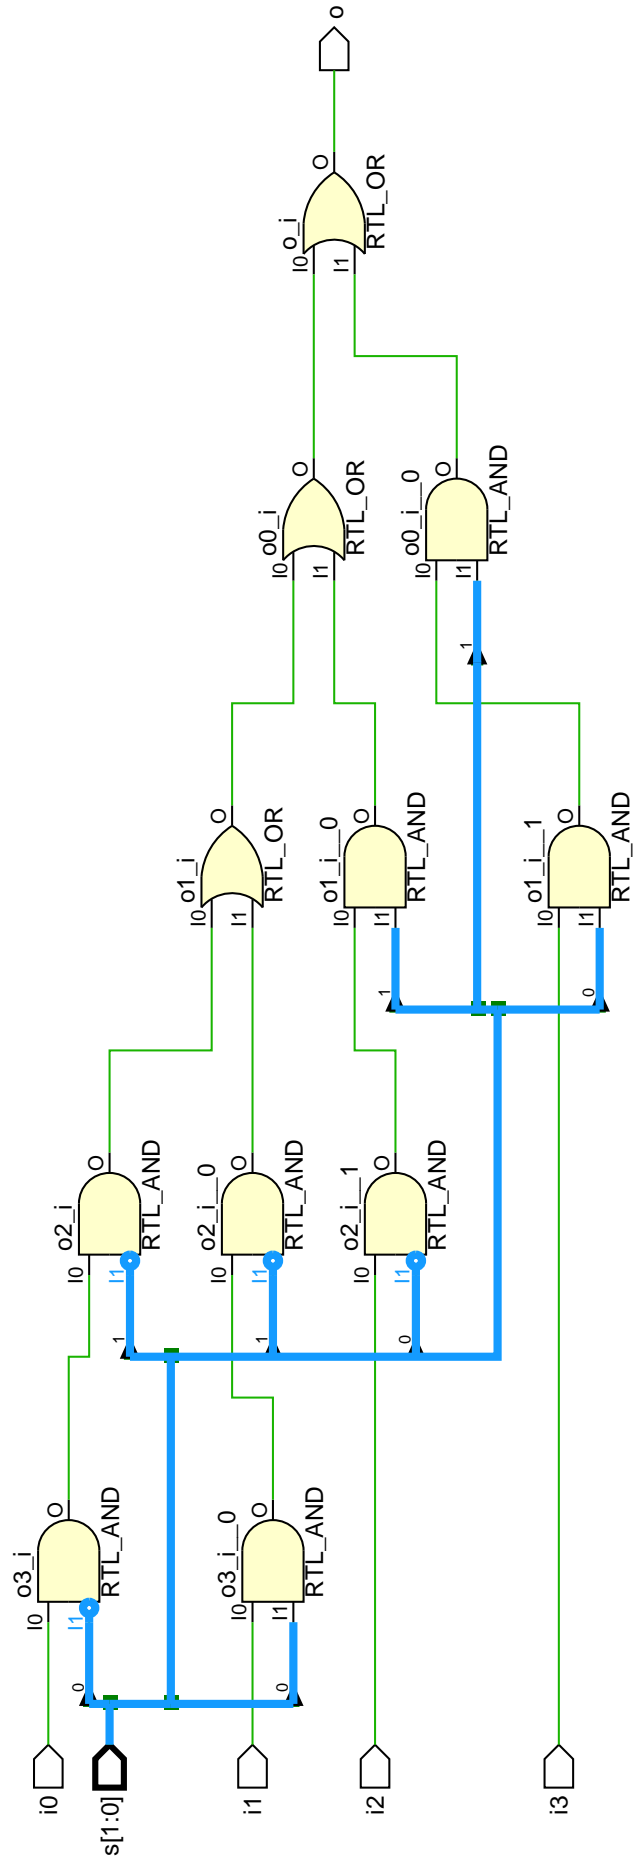 o
O
o_i
RTL_OR
I0
I1
O
o0_i
RTL_OR
I0
I1
O
o0_i__0
RTL_AND
I0
I1
1
O
o1_i
RTL_OR
I0
I1
O
o1_i__0
RTL_AND
I0
I1
1
O
o1_i__1
RTL_AND
I0
I1
0
O
o2_i
RTL_AND
I0
I1
1
O
o2_i__0
RTL_AND
I0
I1
1
O
o2_i__1
RTL_AND
I0
I1
0
O
o3_i
RTL_AND
I0
I1
0
O
o3_i__0
RTL_AND
I0
I1
0
i0
s[1:0]
i1
i2
i3